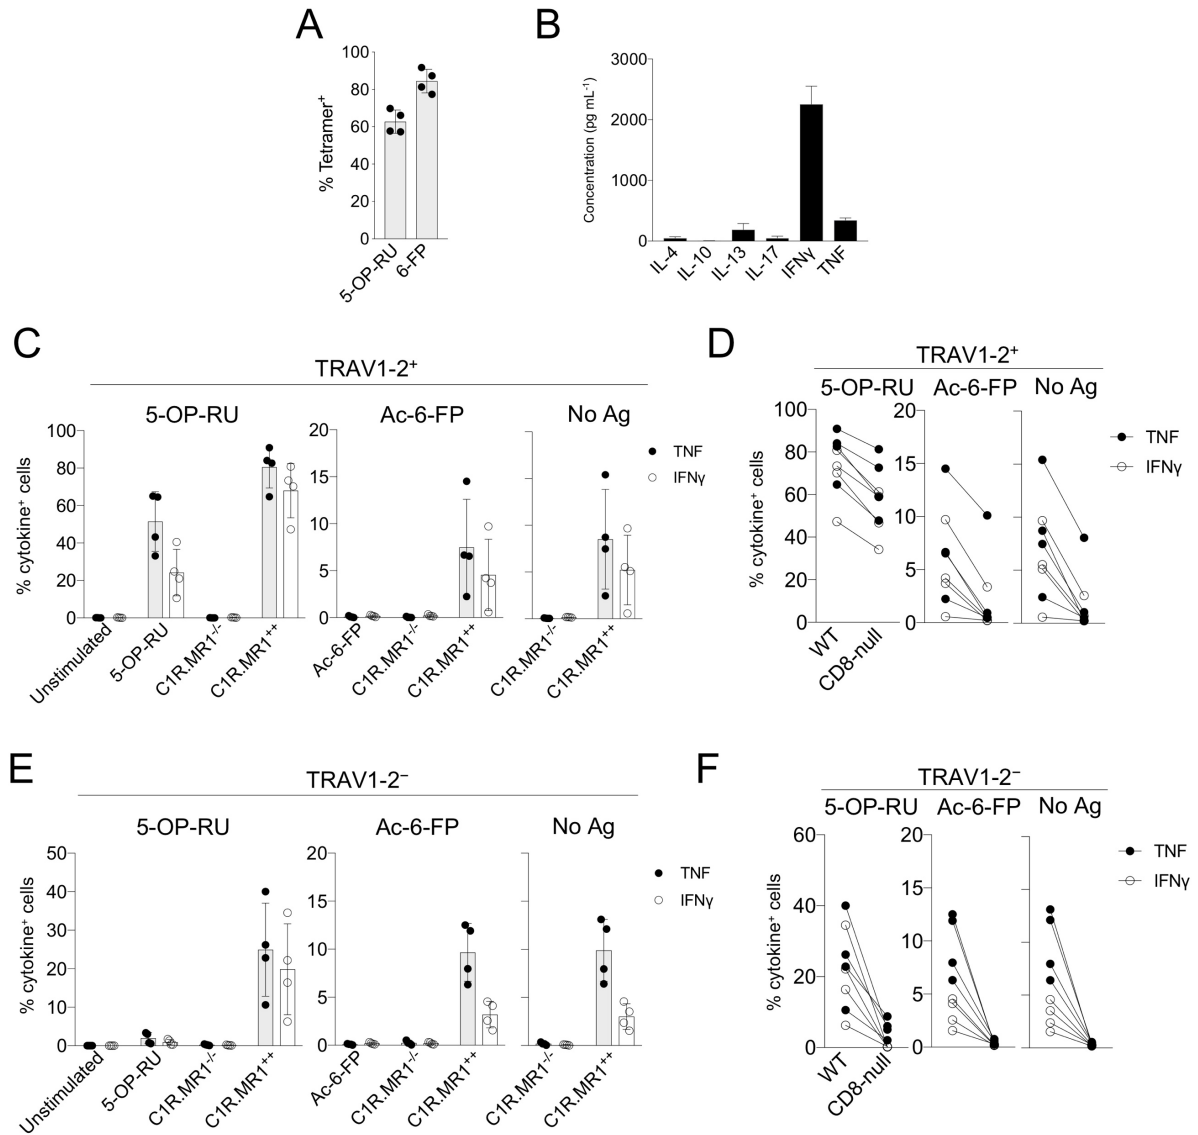 A
B
100
80
60
40
20
0
% Tetramer⁺
5-OP-RU
6-FP
3000
2000
1000
0
Concentration (pg mL⁻¹)
IL-4
IL-10
IL-13
IL-17
IFNγ
TNF
C
TRAV1-2⁺
5-OP-RU
Ac-6-FP
No Ag
100
80
60
40
20
0
% cytokine⁺ cells
20
15
10
5
0
TNF
IFNγ
Unstimulated
5-OP-RU
C1R.MR1⁻/⁻
C1R.MR1⁺⁺
Ac-6-FP
C1R.MR1⁻/⁻
C1R.MR1⁺⁺
C1R.MR1⁻/⁻
C1R.MR1⁺⁺
D
TRAV1-2⁺
5-OP-RU
Ac-6-FP
No Ag
100
80
60
40
20
0
% cytokine⁺ cells
20
15
10
5
0
TNF
IFNγ
WT
CD8-null
E
TRAV1-2⁻
5-OP-RU
Ac-6-FP
No Ag
50
40
30
20
10
0
% cytokine⁺ cells
20
15
10
5
0
TNF
IFNγ
Unstimulated
5-OP-RU
C1R.MR1⁻/⁻
C1R.MR1⁺⁺
Ac-6-FP
C1R.MR1⁻/⁻
C1R.MR1⁺⁺
C1R.MR1⁻/⁻
C1R.MR1⁺⁺
F
TRAV1-2⁻
5-OP-RU
Ac-6-FP
No Ag
60
40
20
0
% cytokine⁺ cells
20
15
10
5
0
TNF
IFNγ
WT
CD8-null